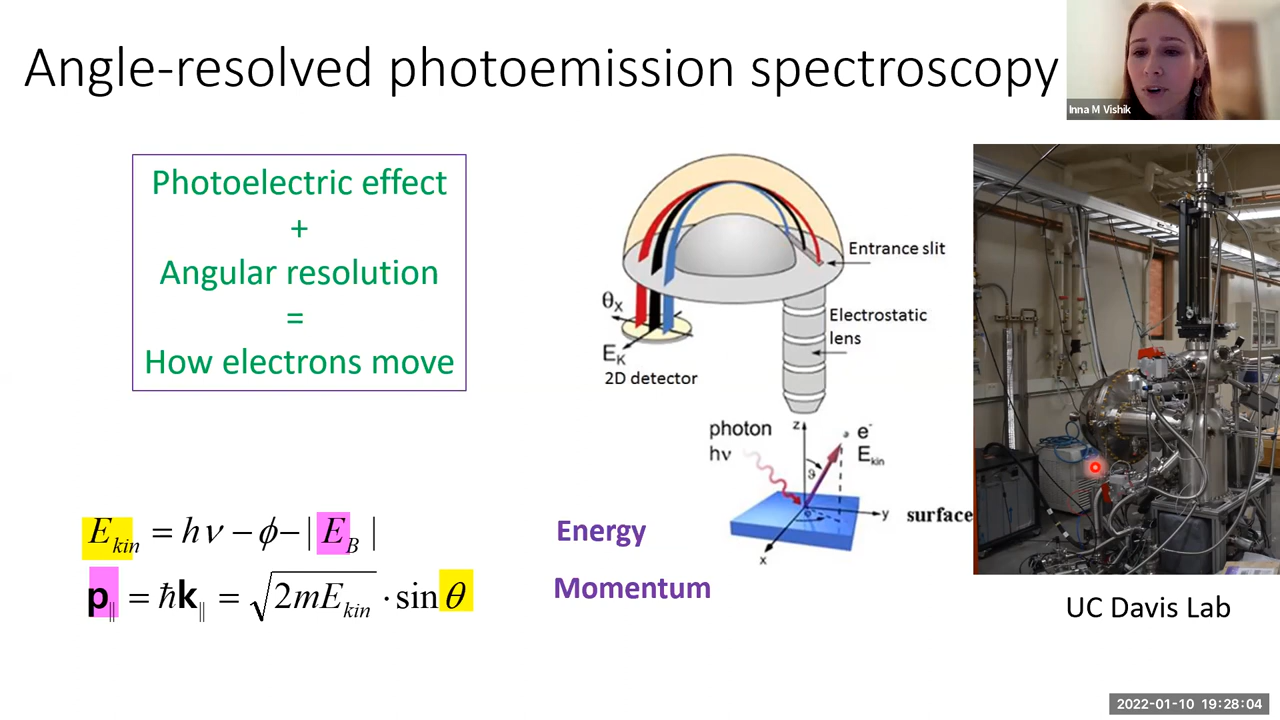 Angle-resolved photoemission spectroscopy
Inna M Vishik
Photoelectric effect
+
Angular resolution
=
How electrons move
Entrance slit
Electrostatic
lens
θX
EK
2D detector
photon
hν
z
e-
Ekin
ϑ
y
x
surface
Ekin = hν − ϕ − | EB |
Energy
p|| = ħk|| = √2mEkin · sin θ
Momentum
UC Davis Lab
2022-01-10 19:28:04